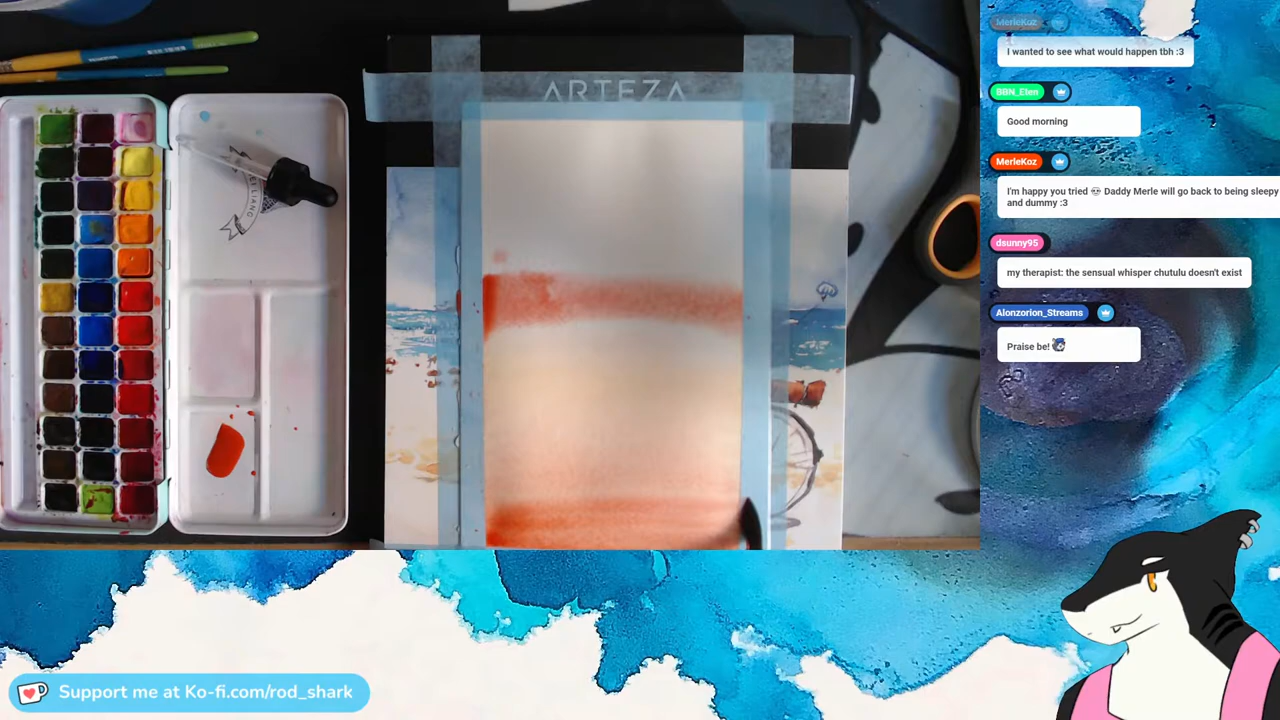 ARTEZA
MerleKoz
I wanted to see what would happen tbh :3
BBN_Eten
Good morning
MerleKoz
I'm happy you tried 💀 Daddy Merle will go back to being sleepy
and dummy :3
dsunny95
my therapist: the sensual whisper chutulu doesn't exist
Alonzorion_Streams
Praise be!
Support me at Ko-fi.com/rod_shark